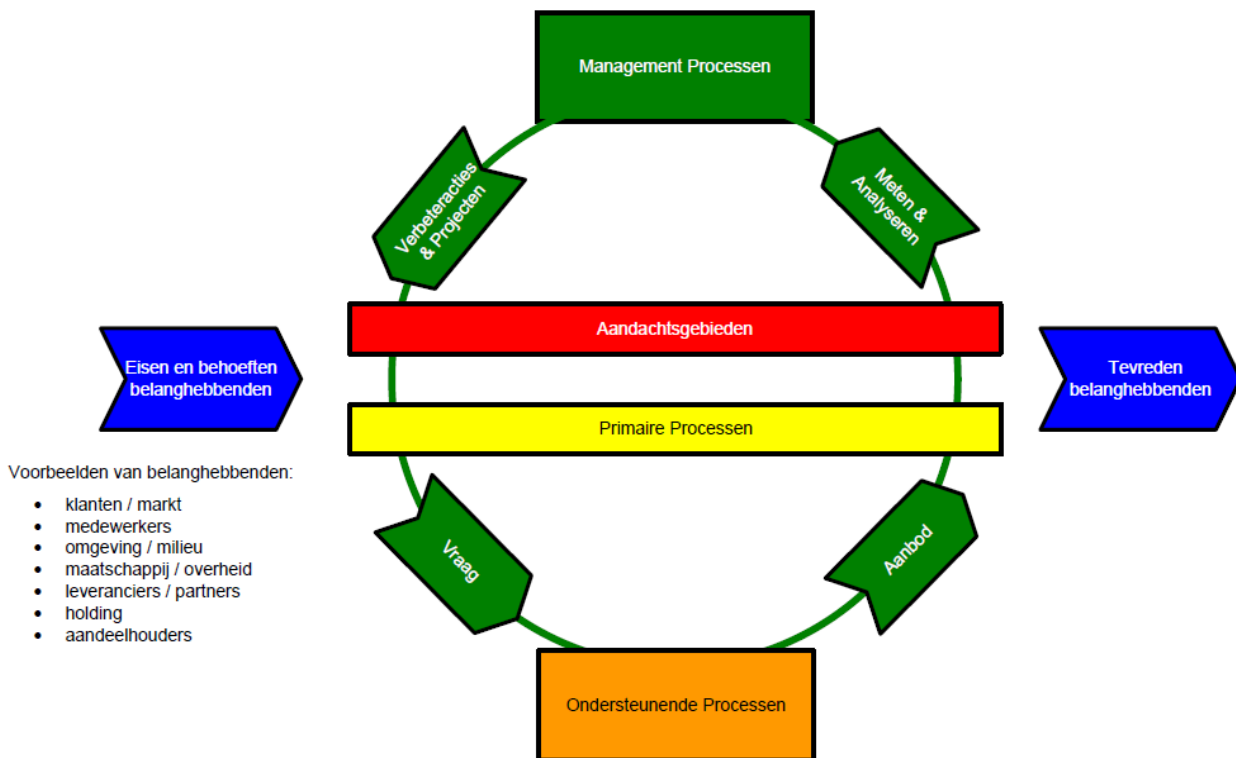 Management Processen
Verbeteracties
& Projecten
Meten &
Analyseren
Aandachtsgebieden
Eisen en behoeften
belanghebbenden
Tevreden
belanghebbenden
Primaire Processen
Voorbeelden van belanghebbenden:
• klanten / markt
• medewerkers
• omgeving / milieu
• maatschappij / overheid
• leveranciers / partners
• holding
• aandeelhouders
Vraag
Aanbod
Ondersteunende Processen